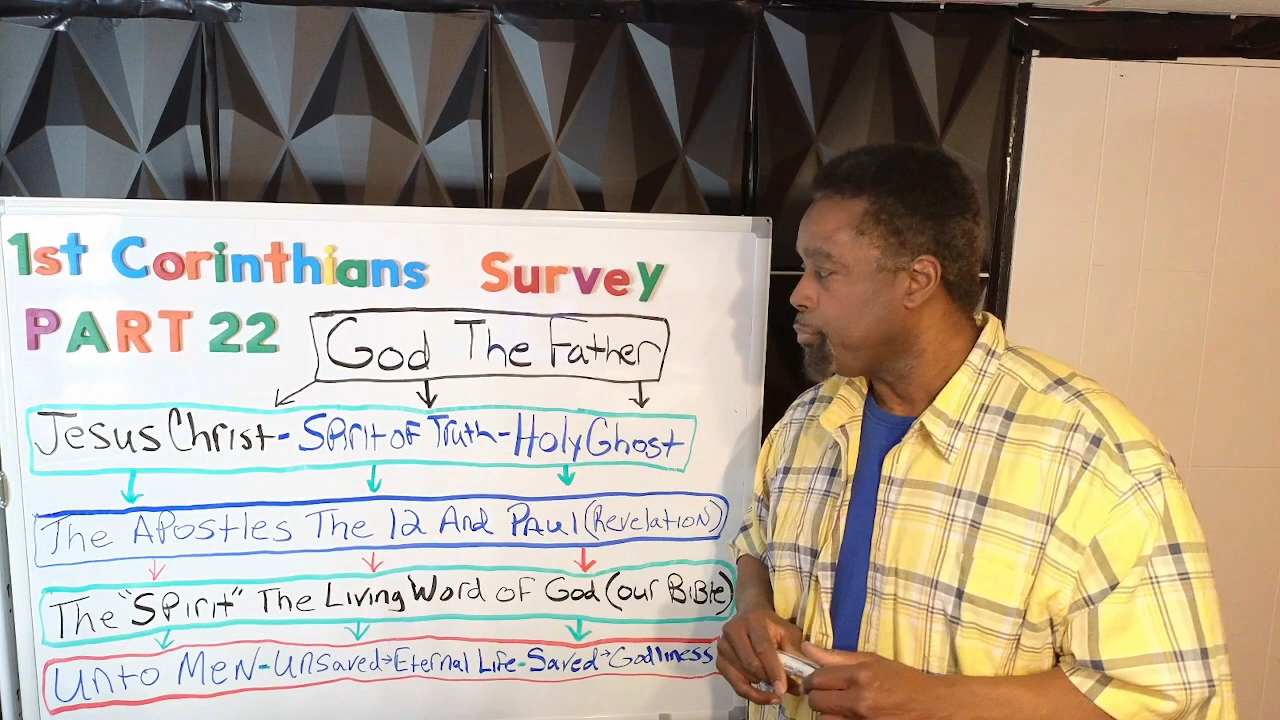 1st Corinthians Survey
PART 22
God The Father
Jesus Christ-Spirit of Truth-Holy Ghost
The Apostles The 12 And Paul (Revelation)
The "Spirit" The Living Word of God (our Bible)
Unto Men-Unsaved→Eternal Life-Saved→Godliness